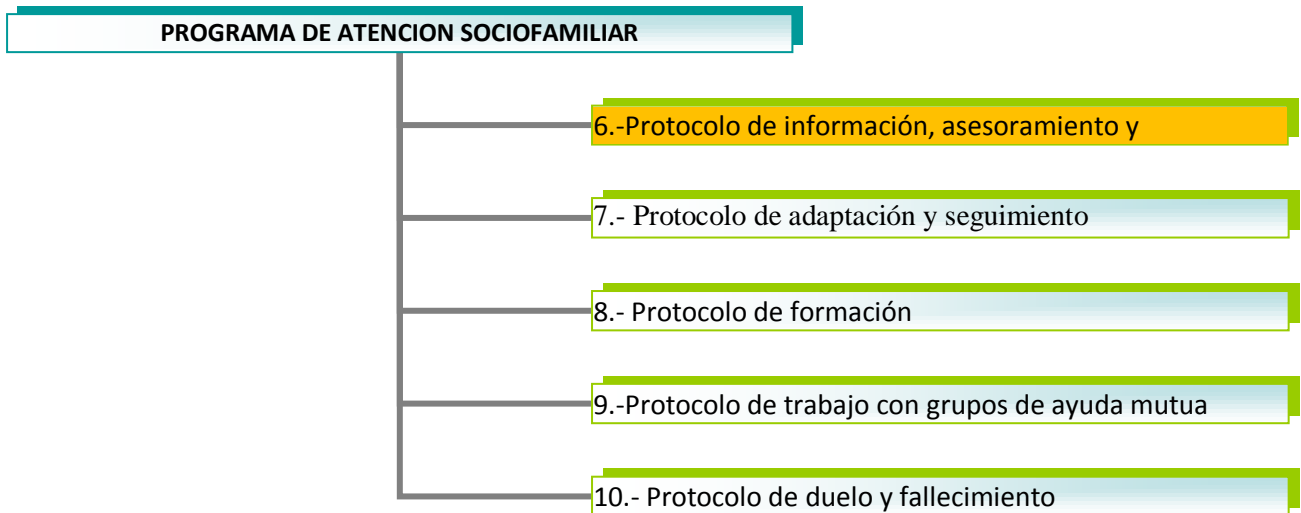 PROGRAMA DE ATENCION SOCIOFAMILIAR
6.-Protocolo de información, asesoramiento y
7.- Protocolo de adaptación y seguimiento
8.- Protocolo de formación
9.-Protocolo de trabajo con grupos de ayuda mutua
10.- Protocolo de duelo y fallecimiento